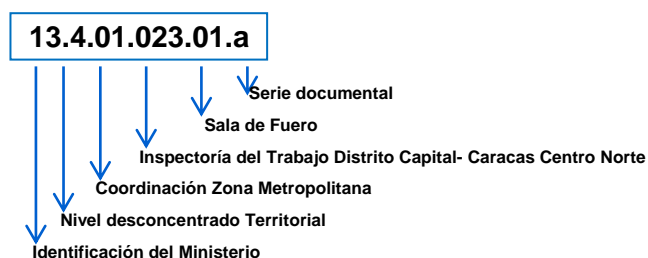 13.4.01.023.01.a
Serie documental
Sala de Fuero
Inspectoría del Trabajo Distrito Capital- Caracas Centro Norte
Coordinación Zona Metropolitana
Nivel desconcentrado Territorial
Identificación del Ministerio